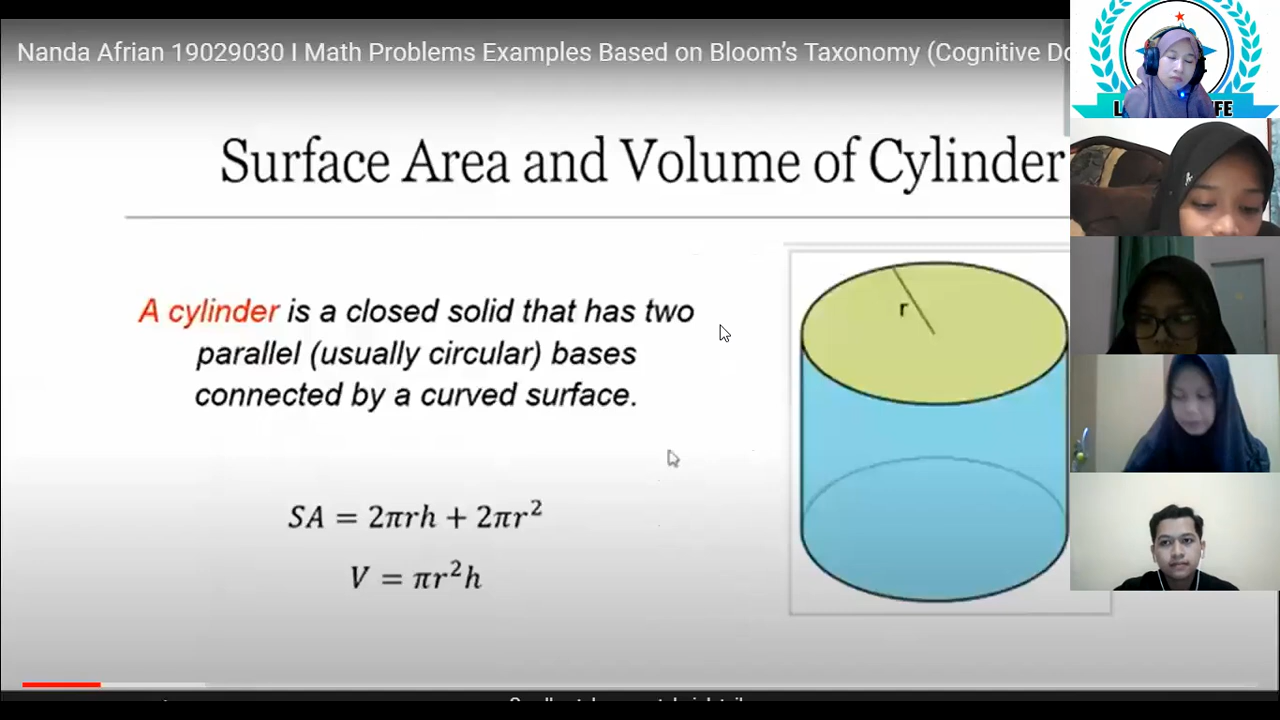 Nanda Afrian 19029030 I Math Problems Examples Based on Bloom's Taxonomy (Cognitive Do
Surface Area and Volume of Cylinder
A cylinder is a closed solid that has two
parallel (usually circular) bases
connected by a curved surface.
r
SA = 2πrh + 2πr²
V = πr²h